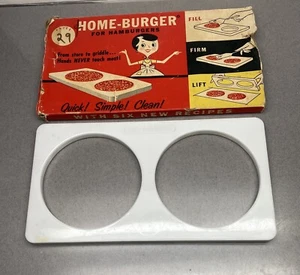 29
HOME-BURGER
FOR HAMBURGERS
From store to griddle...
Hands NEVER touch meat!
Quick! Simple! Clean!
WITH SIX NEW RECIPES
FILL
FIRM
LIFT